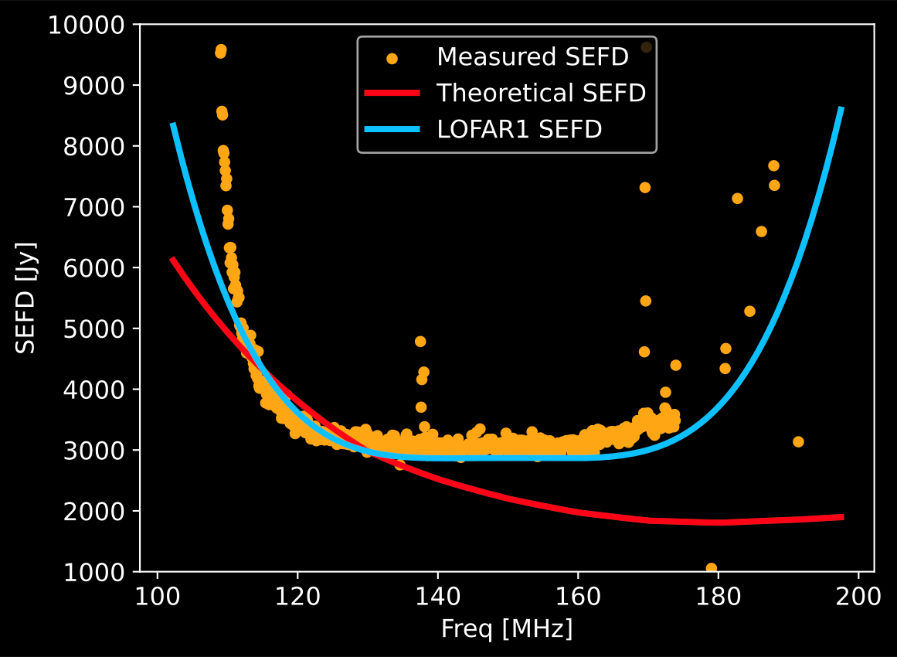 10000
9000
8000
7000
6000
5000
4000
3000
2000
1000
SEFD [Jy]
Measured SEFD
Theoretical SEFD
LOFAR1 SEFD
100 120 140 160 180 200
Freq [MHz]